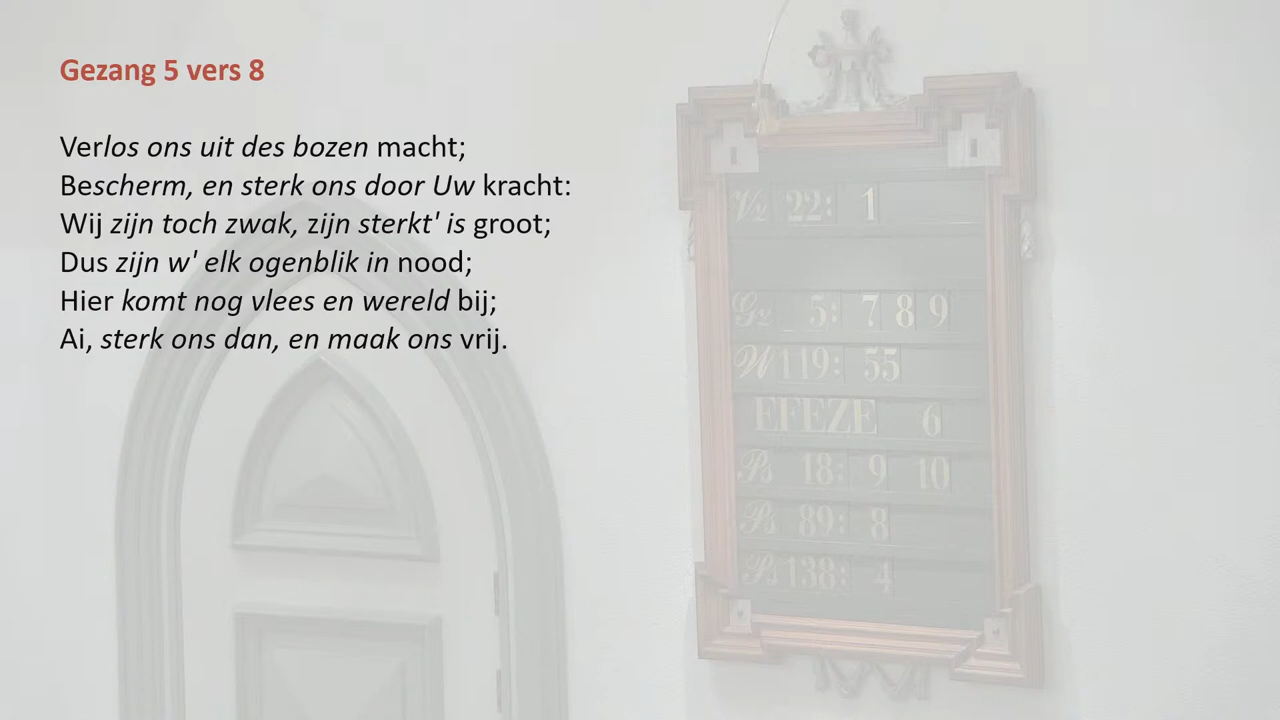 Gezang 5 vers 8
Verlos ons uit des bozen macht;
Bescherm, en sterk ons door Uw kracht:
Wij zijn toch zwak, zijn sterkt' is groot;
Dus zijn w' elk ogenblik in nood;
Hier komt nog vlees en wereld bij;
Ai, sterk ons dan, en maak ons vrij.
22: 1
5: 7 8 9
119: 55
EFEZE 6
Ps 18: 9 10
Ps 89: 8
Ps 138: 4